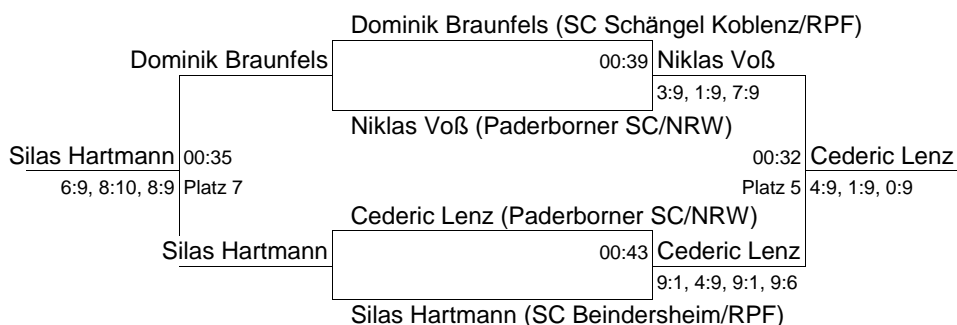 Dominik Braunfels (SC Schängel Koblenz/RPF)
Dominik Braunfels 00:39 Niklas Voß
3:9, 1:9, 7:9
Niklas Voß (Paderborner SC/NRW)
Silas Hartmann 00:35 00:32 Cederic Lenz
6:9, 8:10, 8:9 Platz 7 Platz 5 4:9, 1:9, 0:9
Cederic Lenz (Paderborner SC/NRW)
Silas Hartmann 00:43 Cederic Lenz
9:1, 4:9, 9:1, 9:6
Silas Hartmann (SC Beindersheim/RPF)